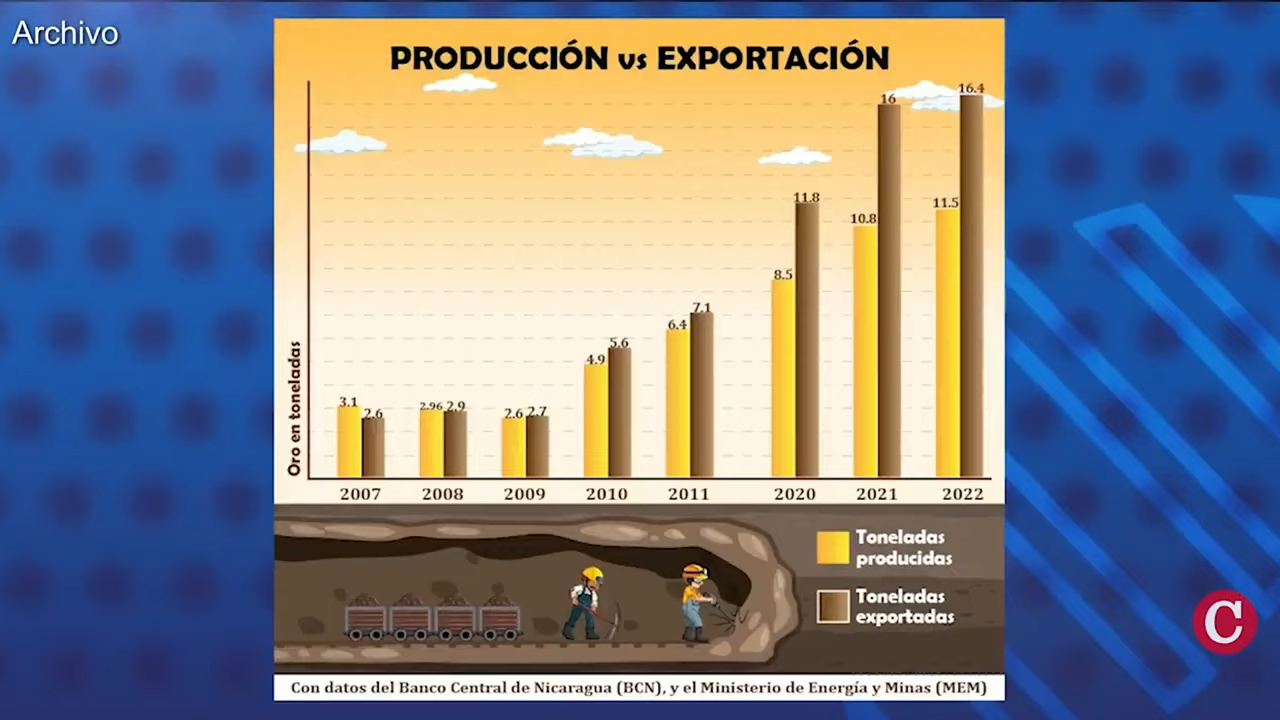 Archivo
PRODUCCIÓN vs EXPORTACIÓN
Oro en toneladas
3.1
2.6
2.96
2.9
2.6
2.7
4.9
5.6
6.4
7.1
8.5
11.8
10.8
16
11.5
16.4
2007
2008
2009
2010
2011
2020
2021
2022
Toneladas
producidas
Toneladas
exportadas
C
Con datos del Banco Central de Nicaragua (BCN), y el Ministerio de Energía y Minas (MEM)